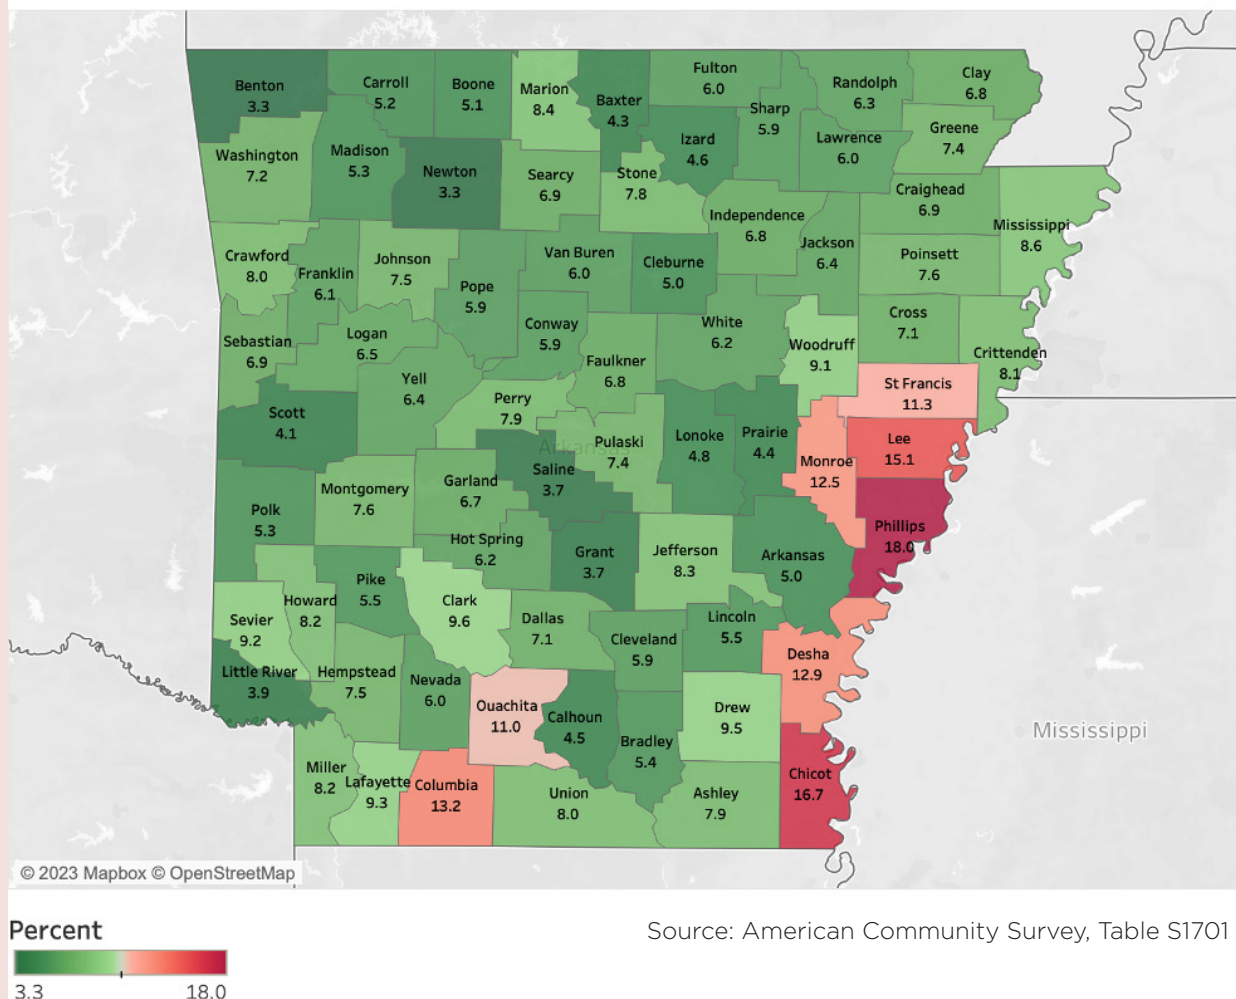 Benton
3.3
Carroll
5.2
Boone
5.1
Marion
8.4
Baxter
4.3
Fulton
6.0
Sharp
5.9
Randolph
6.3
Clay
6.8
Greene
7.4
Lawrence
6.0
Izard
4.6
Washington
7.2
Madison
5.3
Newton
3.3
Searcy
6.9
Stone
7.8
Independence
6.8
Jackson
6.4
Craighead
6.9
Mississippi
8.6
Poinsett
7.6
Crawford
8.0
Franklin
6.1
Johnson
7.5
Pope
5.9
Van Buren
6.0
Cleburne
5.0
Sebastian
6.9
Logan
6.5
Conway
5.9
White
6.2
Woodruff
9.1
Cross
7.1
Crittenden
8.1
Faulkner
6.8
Yell
6.4
Perry
7.9
St Francis
11.3
Scott
4.1
Arkansas
Pulaski
7.4
Lonoke
4.8
Prairie
4.4
Monroe
12.5
Lee
15.1
Saline
3.7
Garland
6.7
Montgomery
7.6
Polk
5.3
Hot Spring
6.2
Grant
3.7
Jefferson
8.3
Arkansas
5.0
Phillips
18.0
Pike
5.5
Howard
8.2
Sevier
9.2
Clark
9.6
Dallas
7.1
Cleveland
5.9
Lincoln
5.5
Desha
12.9
Little River
3.9
Hempstead
7.5
Nevada
6.0
Ouachita
11.0
Calhoun
4.5
Bradley
5.4
Drew
9.5
Mississippi
Miller
8.2
Lafayette
9.3
Columbia
13.2
Union
8.0
Ashley
7.9
Chicot
16.7
© 2023 Mapbox © OpenStreetMap
Percent
3.3
18.0
Source: American Community Survey, Table S1701